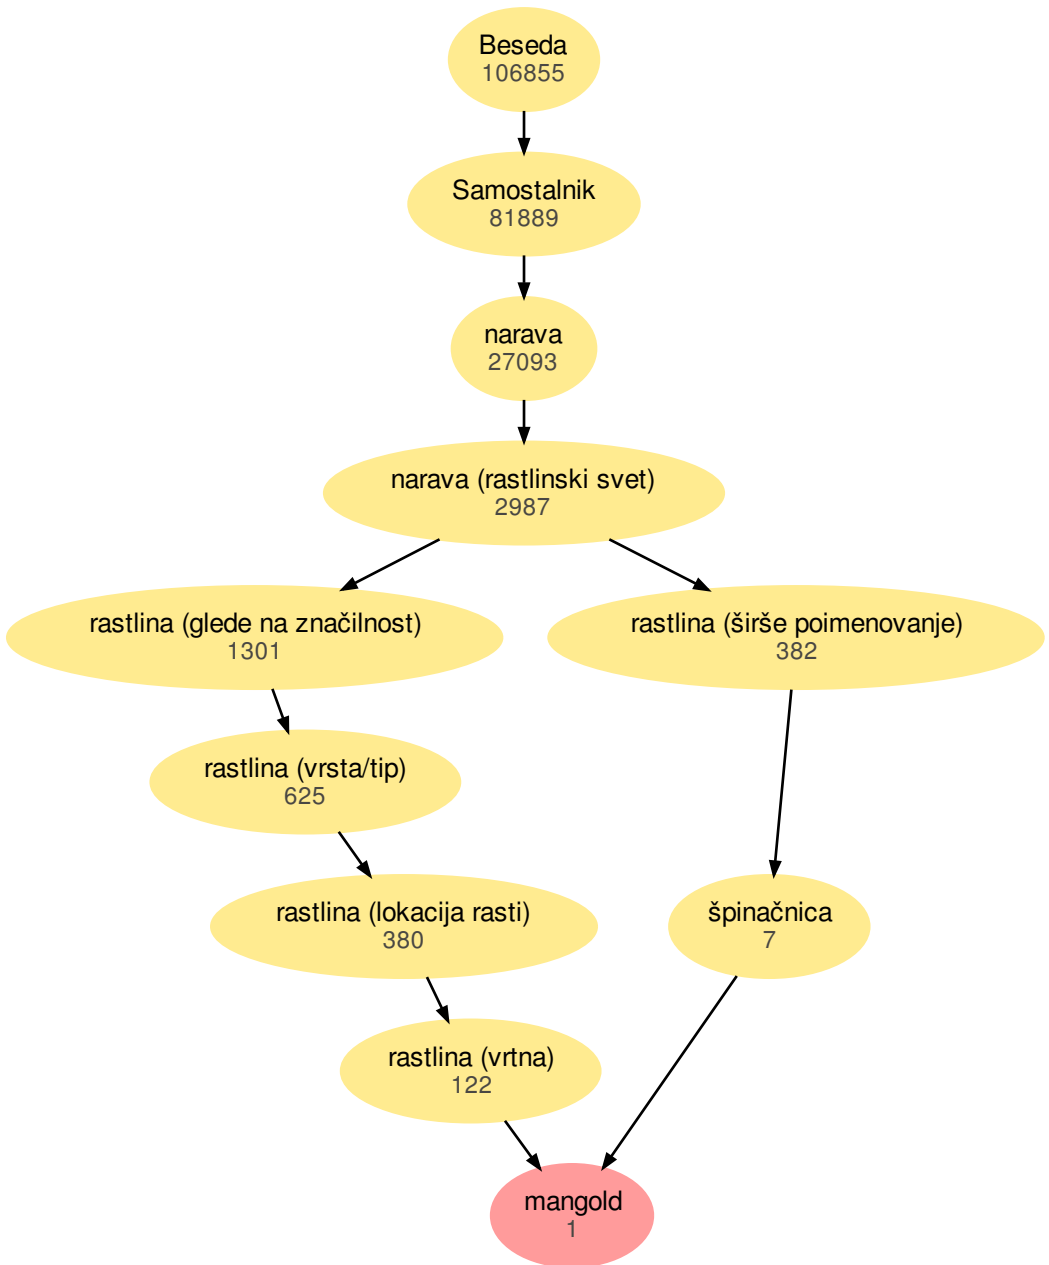 Beseda
106855
Samostalnik
81889
narava
27093
narava (rastlinski svet)
2987
rastlina (glede na značilnost)
1301
rastlina (širše poimenovanje)
382
rastlina (vrsta/tip)
625
rastlina (lokacija rasti)
380
špinačnica
7
rastlina (vrtna)
122
mangold
1